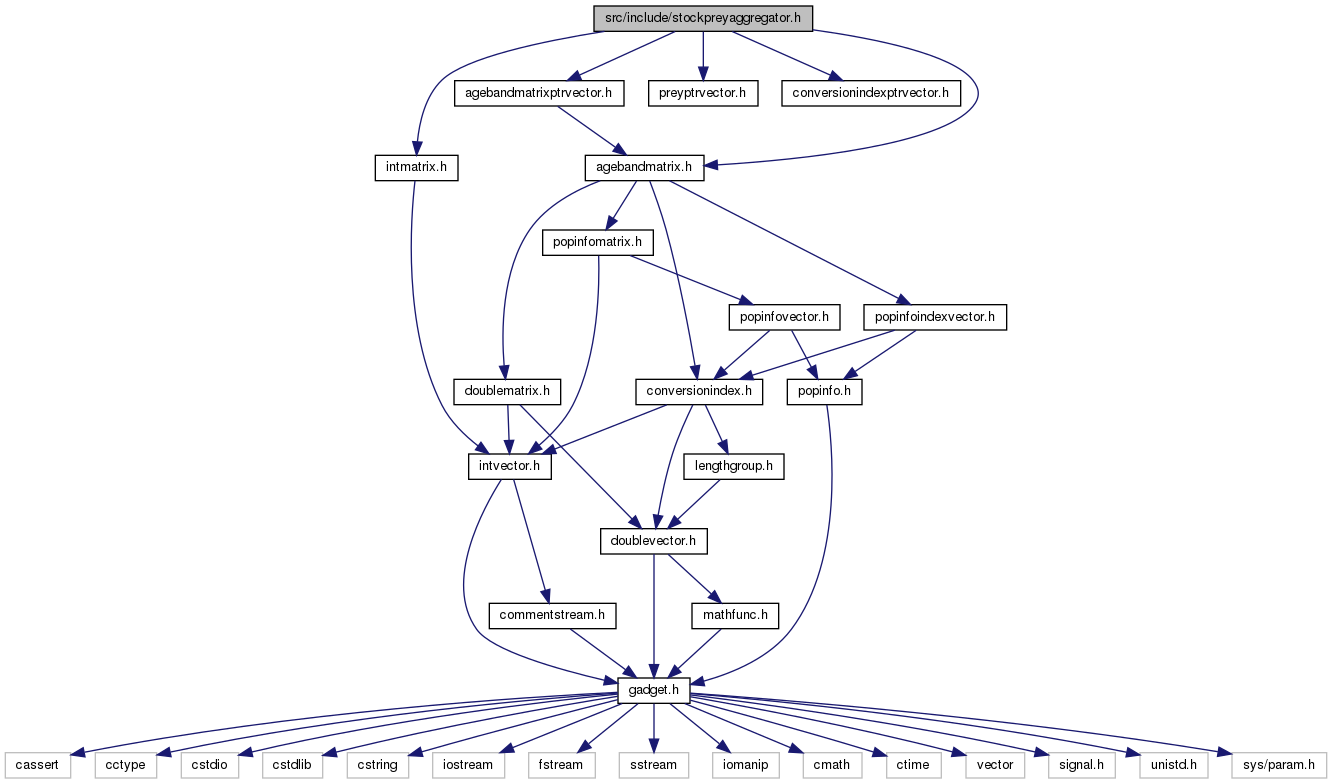 src/include/stockpreyaggregator.h
agebandmatrixptrvector.h
preyptrvector.h
conversionindexptrvector.h
intmatrix.h
agebandmatrix.h
popinfomatrix.h
popinfovector.h
popinfoindexvector.h
doublematrix.h
conversionindex.h
popinfo.h
intvector.h
lengthgroup.h
doublevector.h
commentstream.h
mathfunc.h
gadget.h
cassert
cctype
cstdio
cstdlib
cstring
iostream
fstream
sstream
iomanip
cmath
ctime
vector
signal.h
unistd.h
sys/param.h